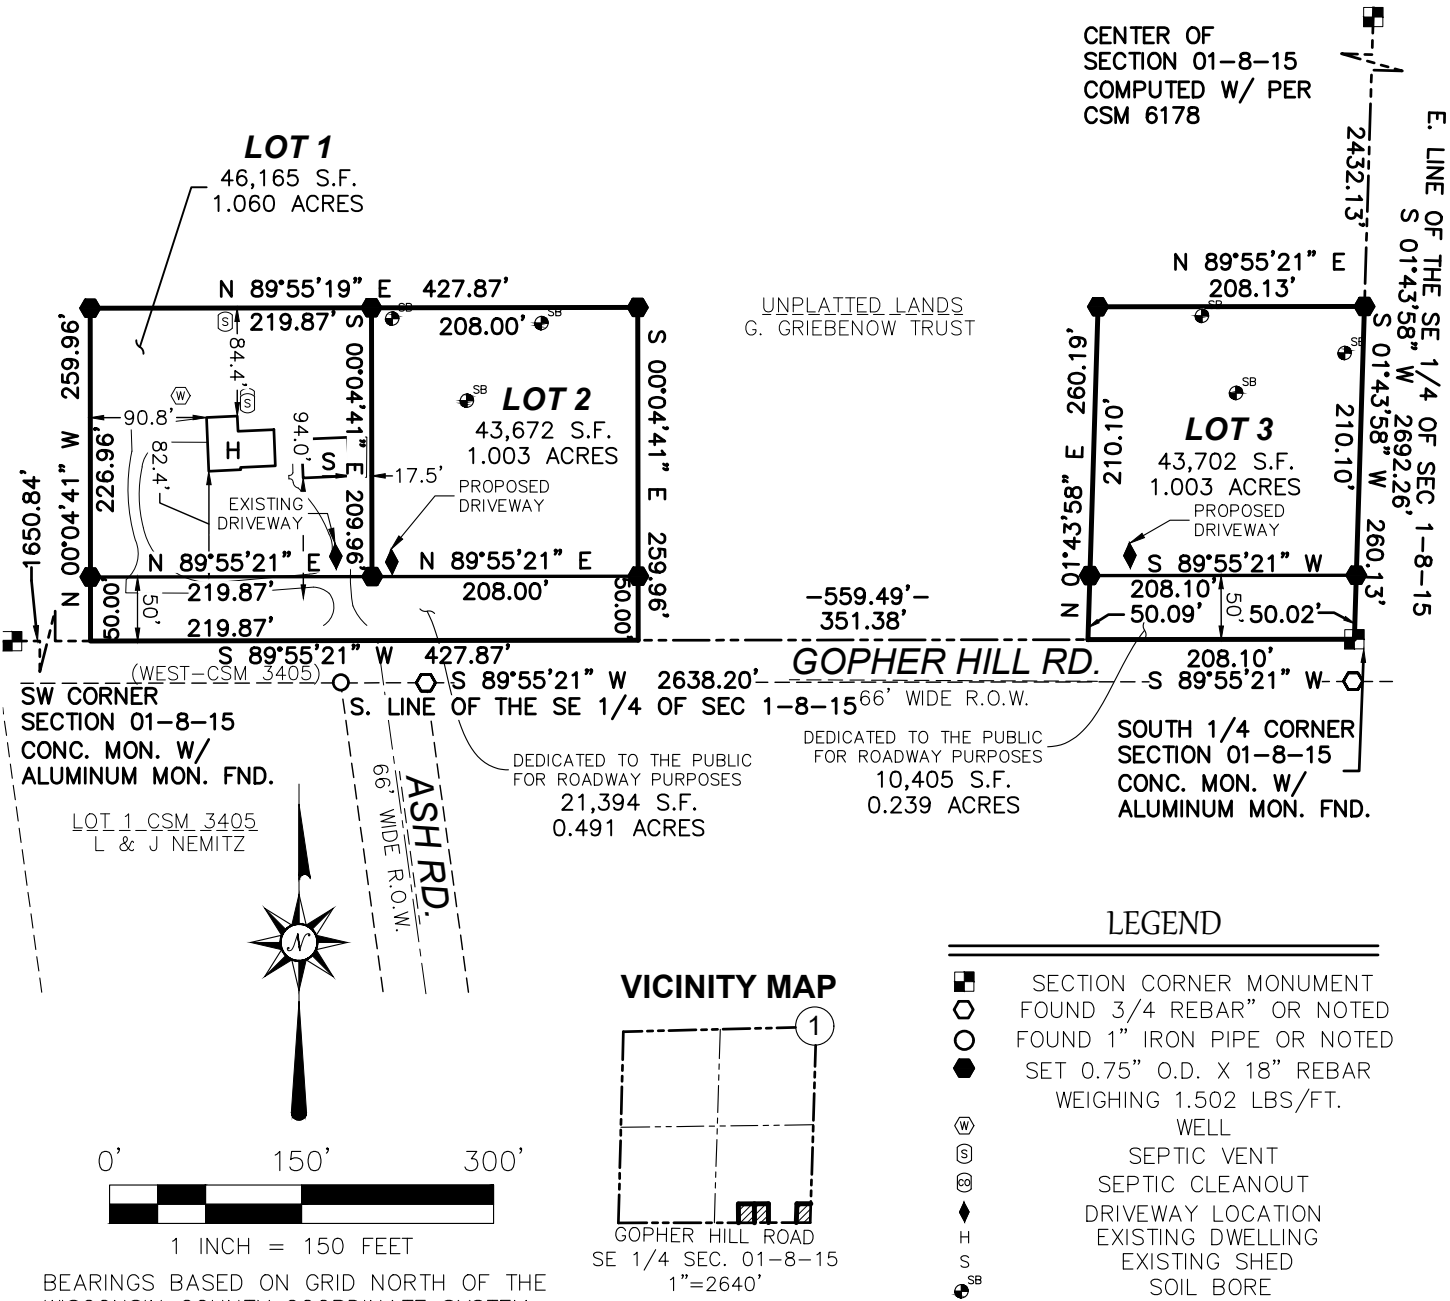 CENTER OF
SECTION 01-8-15
COMPUTED W/ PER
CSM 6178
2432.13'
E. LINE OF THE SE 1/4 OF SEC 1-8-15
S 01°43'58" W 2692.26'
LOT 1
46,165 S.F.
1.060 ACRES
N 89°55'19" E 427.87'
219.87'
208.00'
259.96'
N 00°04'41" W
226.96'
50.00'
1650.84'
S
84.4'
W
S
90.8'
82.4'
H
94.0'
S
S 00°04'41" E 209.96'
17.5'
EXISTING
DRIVEWAY
PROPOSED
DRIVEWAY
SB
SB
SB
LOT 2
43,672 S.F.
1.003 ACRES
S 00°04'41" E 259.96'
N 89°55'21" E
219.87'
N 89°55'21" E
208.00'
50'
50.00'
219.87'
S 89°55'21" W 427.87'
(WEST-CSM 3405)
UNPLATTED LANDS
G. GRIEBENOW TRUST
N 89°55'21" E
208.13'
SB
SB
SB
LOT 3
43,702 S.F.
1.003 ACRES
PROPOSED
DRIVEWAY
260.19'
N 01°43'58" E
210.10'
S 01°43'58" W 260.13'
210.10'
S 89°55'21" W
208.10'
50.09'
50'
50.02'
-559.49'-
351.38'
GOPHER HILL RD.
66' WIDE R.O.W.
208.10'
S 89°55'21" W
S 89°55'21" W 2638.20'
S. LINE OF THE SE 1/4 OF SEC 1-8-15
SW CORNER
SECTION 01-8-15
CONC. MON. W/
ALUMINUM MON. FND.
LOT 1 CSM 3405
L & J NEMITZ
ASH RD.
66' WIDE R.O.W.
DEDICATED TO THE PUBLIC
FOR ROADWAY PURPOSES
21,394 S.F.
0.491 ACRES
DEDICATED TO THE PUBLIC
FOR ROADWAY PURPOSES
10,405 S.F.
0.239 ACRES
SOUTH 1/4 CORNER
SECTION 01-8-15
CONC. MON. W/
ALUMINUM MON. FND.
N
0' 150' 300'
1 INCH = 150 FEET
BEARINGS BASED ON GRID NORTH OF THE
WISCONSIN COUNTY COORDINATE SYSTEM
VICINITY MAP
1
GOPHER HILL ROAD
SE 1/4 SEC. 01-8-15
1"=2640'
LEGEND
SECTION CORNER MONUMENT
FOUND 3/4 REBAR" OR NOTED
FOUND 1" IRON PIPE OR NOTED
SET 0.75" O.D. X 18" REBAR
WEIGHING 1.502 LBS/FT.
W WELL
S SEPTIC VENT
CO SEPTIC CLEANOUT
DRIVEWAY LOCATION
H EXISTING DWELLING
S EXISTING SHED
SB SOIL BORE